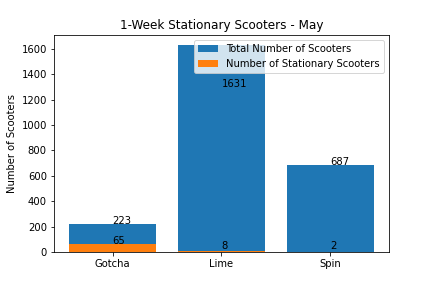 1-Week Stationary Scooters - May
Total Number of Scooters
Number of Stationary Scooters
Number of Scooters
1600
1400
1200
1000
800
600
400
200
0
223
65
1631
8
687
2
Gotcha
Lime
Spin